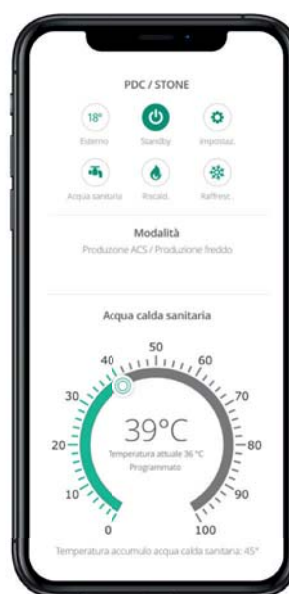 PDC / STONE
18°
Esterno Standby Impostaz.
Acqua sanitaria Riscald. Raffresc.
Modalità
Produzone ACS / Produzione freddo
Acqua calda sanitaria
50
40 60
30 70
39°C
20 80
Temperatura attuale 36 °C
Programmato
10 90
0 100
Temperatura accumulo acqua calda sanitaria: 45°